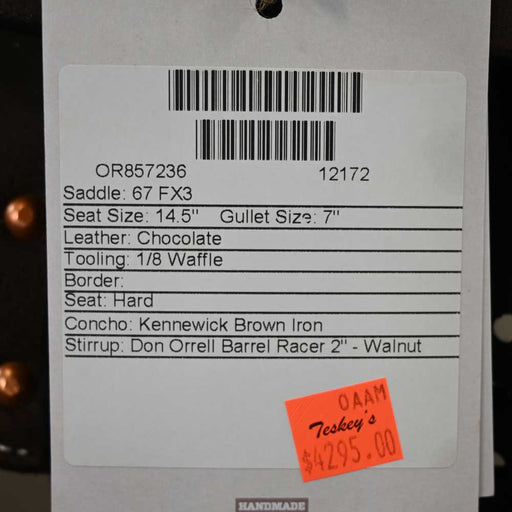 OR857236 12172
Saddle: 67 FX3
Seat Size: 14.5" Gullet Size: 7"
Leather: Chocolate
Tooling: 1/8 Waffle
Border:
Seat: Hard
Concho: Kennewick Brown Iron
Stirrup: Don Orrell Barrel Racer 2" - Walnut
OAAM
Teskey's
$4295.00
HANDMADE